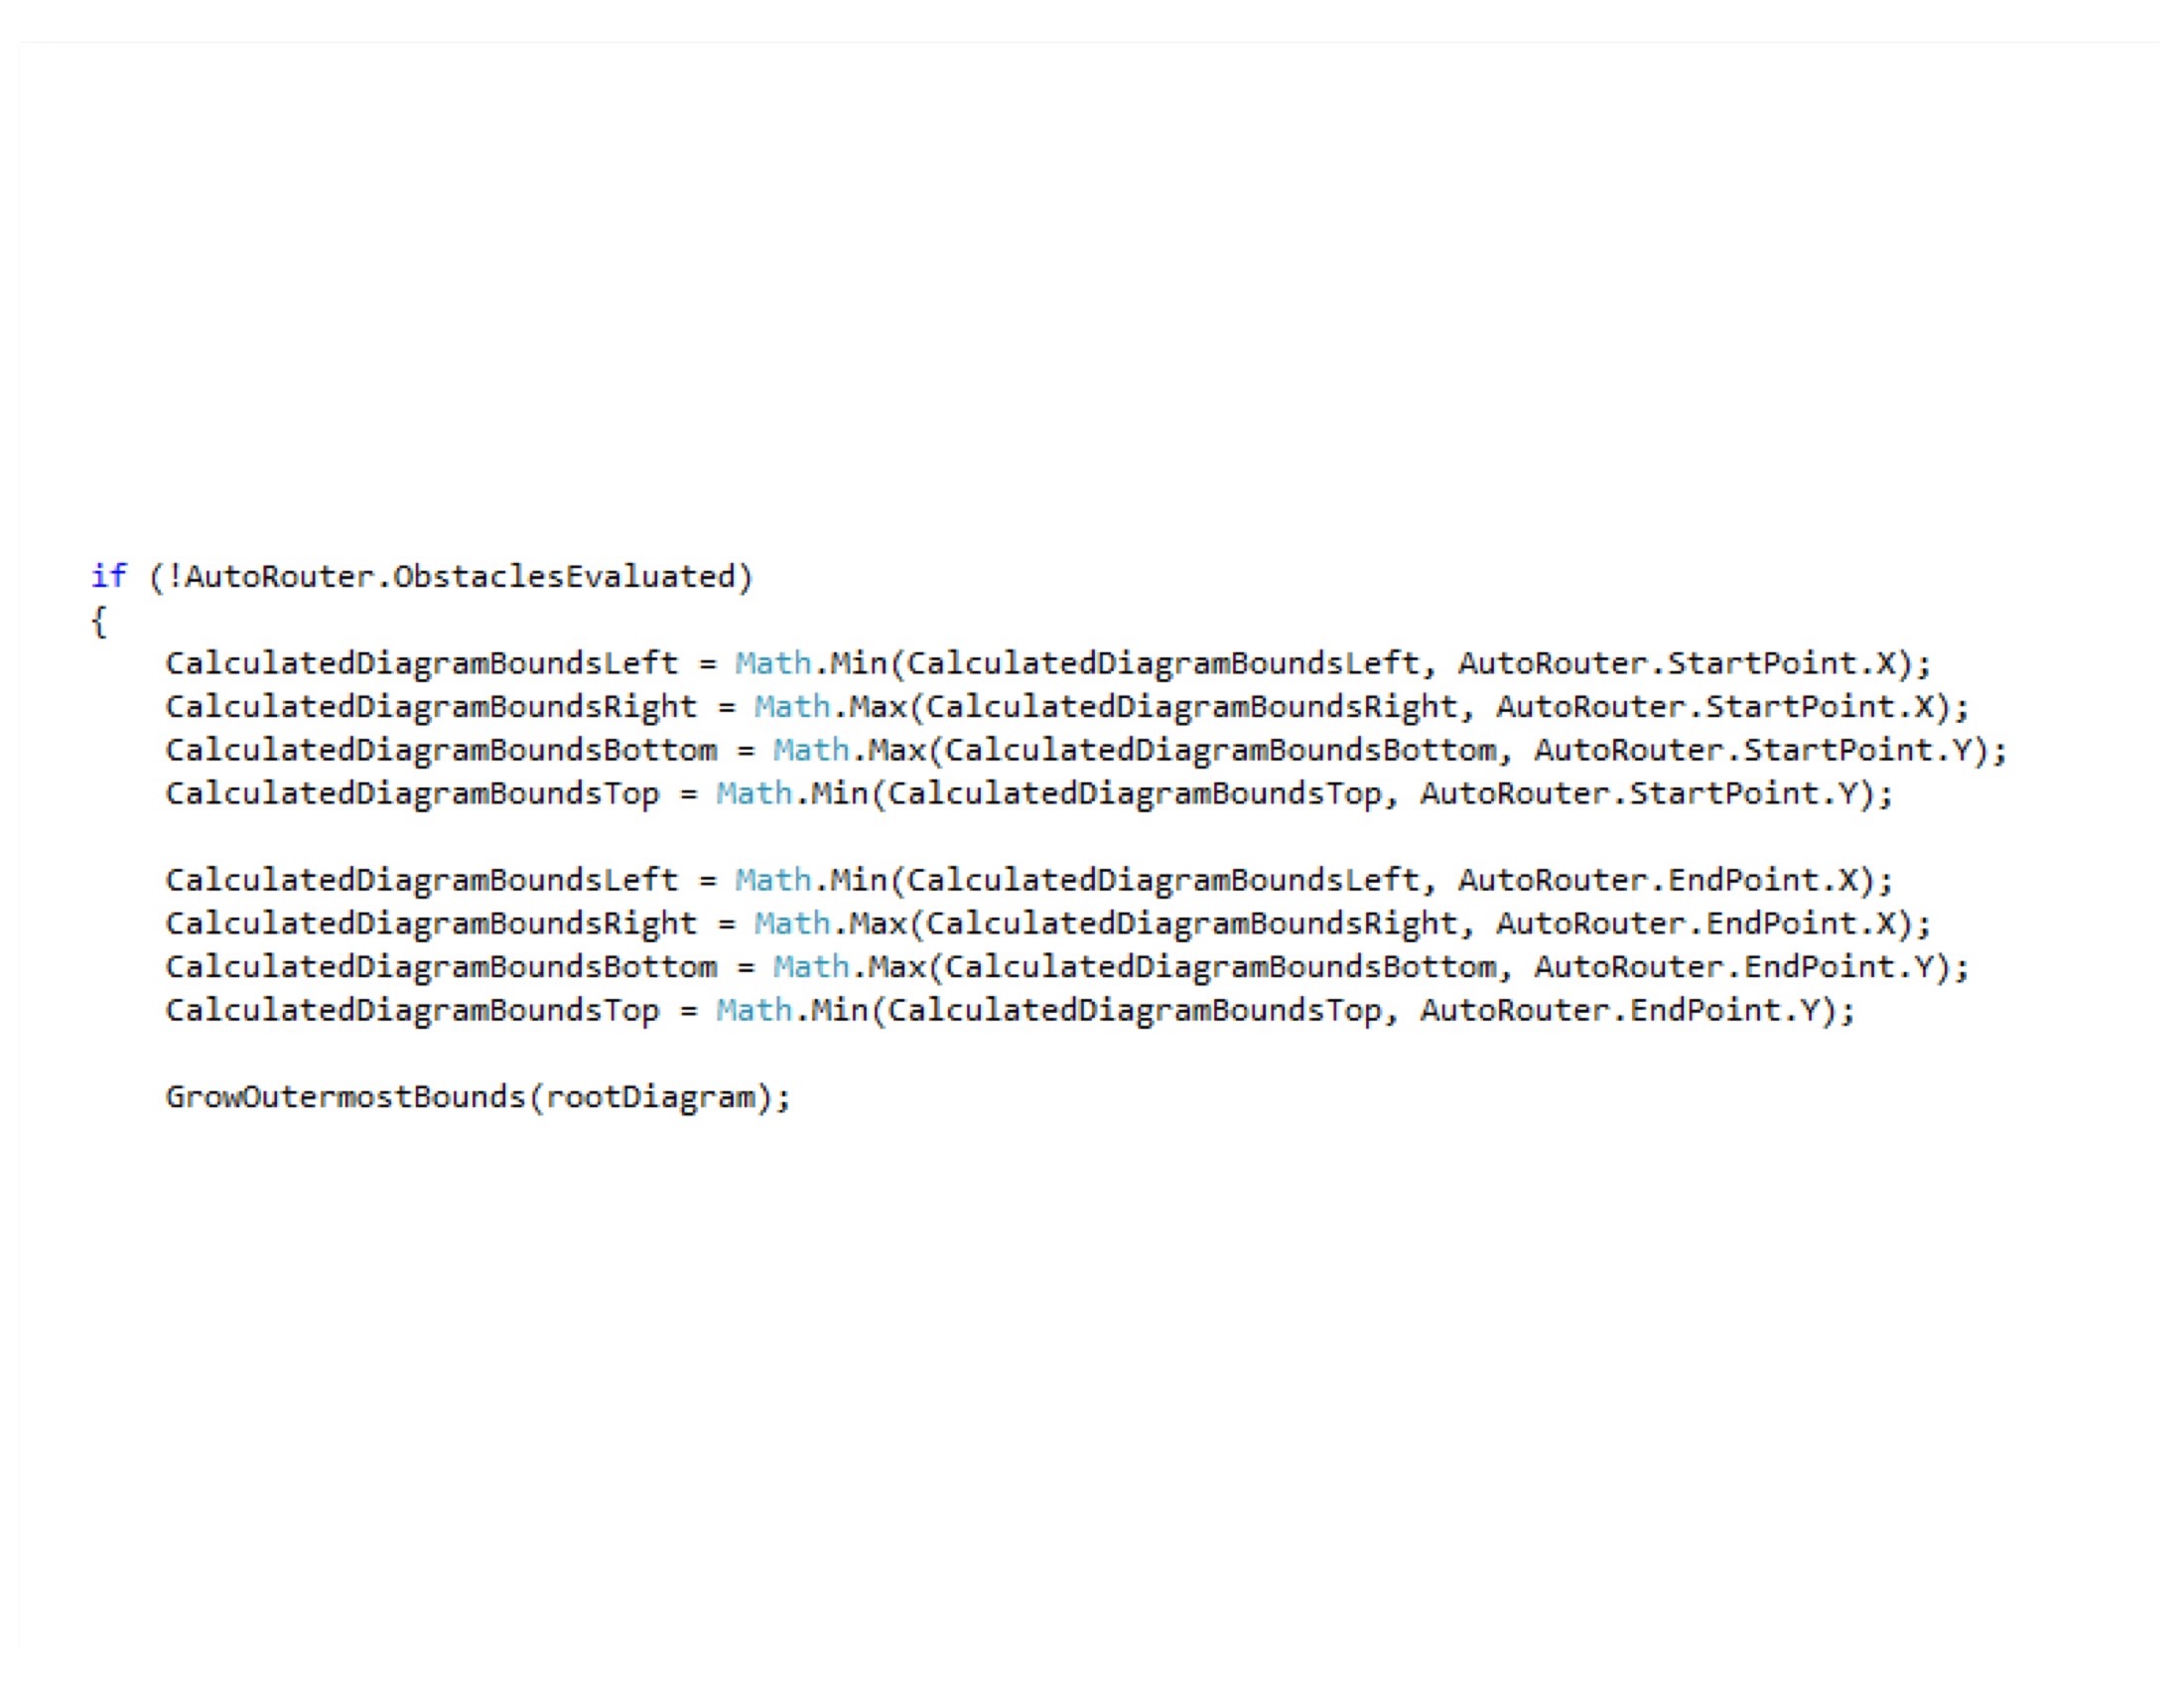 if (!AutoRouter.ObstaclesEvaluated)
{
    CalculatedDiagramBoundsLeft = Math.Min(CalculatedDiagramBoundsLeft, AutoRouter.StartPoint.X);
    CalculatedDiagramBoundsRight = Math.Max(CalculatedDiagramBoundsRight, AutoRouter.StartPoint.X);
    CalculatedDiagramBoundsBottom = Math.Max(CalculatedDiagramBoundsBottom, AutoRouter.StartPoint.Y);
    CalculatedDiagramBoundsTop = Math.Min(CalculatedDiagramBoundsTop, AutoRouter.StartPoint.Y);

    CalculatedDiagramBoundsLeft = Math.Min(CalculatedDiagramBoundsLeft, AutoRouter.EndPoint.X);
    CalculatedDiagramBoundsRight = Math.Max(CalculatedDiagramBoundsRight, AutoRouter.EndPoint.X);
    CalculatedDiagramBoundsBottom = Math.Max(CalculatedDiagramBoundsBottom, AutoRouter.EndPoint.Y);
    CalculatedDiagramBoundsTop = Math.Min(CalculatedDiagramBoundsTop, AutoRouter.EndPoint.Y);

    GrowOutermostBounds(rootDiagram);